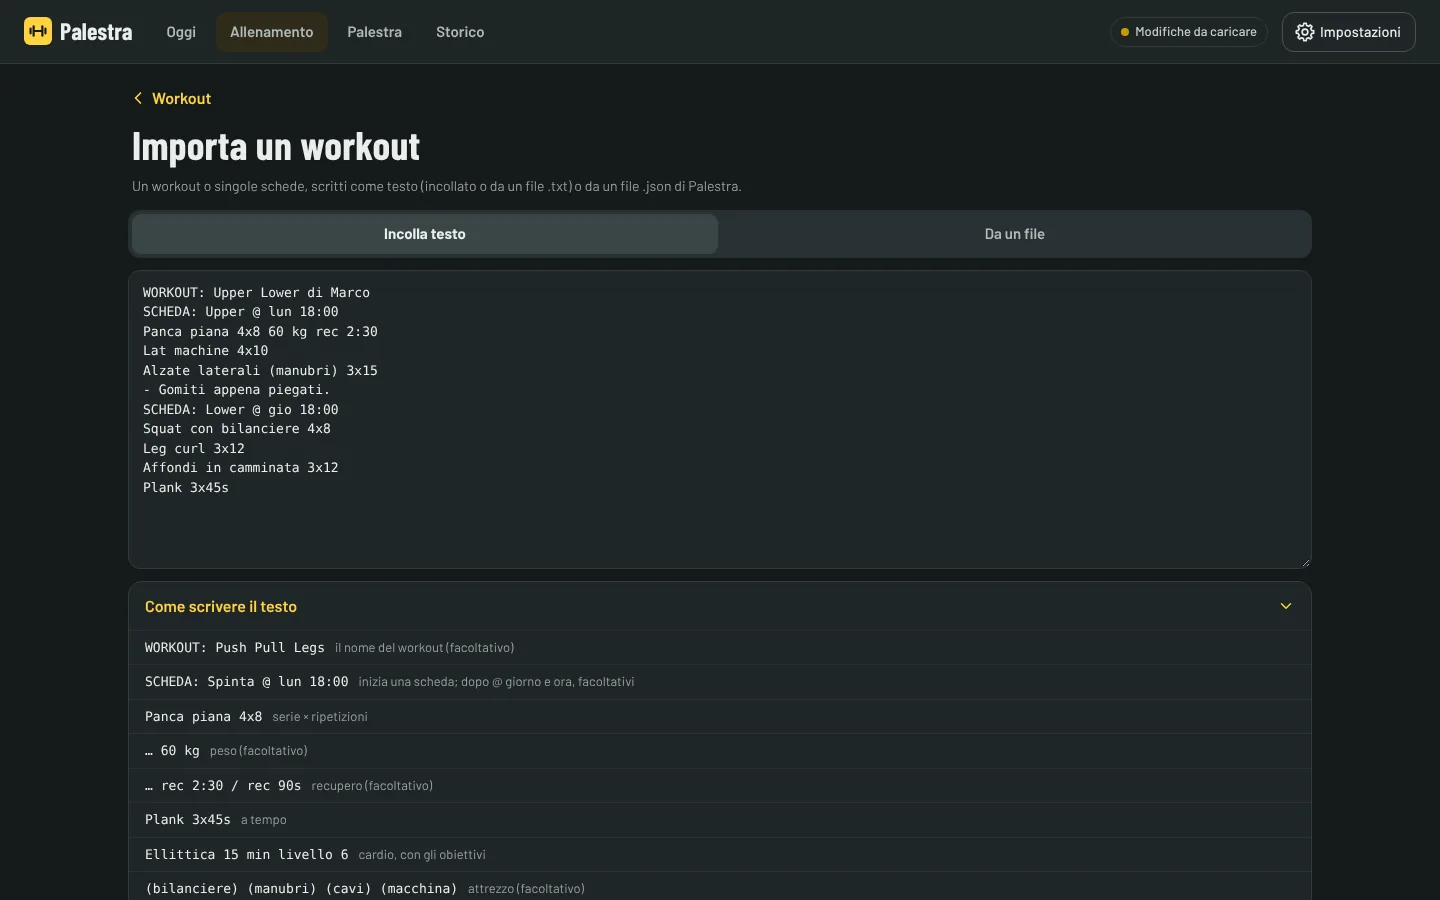 Palestra
Oggi
Allenamento
Palestra
Storico
Modifiche da caricare
Impostazioni
Workout
Importa un workout
Un workout o singole schede, scritti come testo (incollato o da un file .txt) o da un file .json di Palestra.
Incolla testo
Da un file
WORKOUT: Upper Lower di Marco
SCHEDA: Upper @ lun 18:00
Panca piana 4x8 60 kg rec 2:30
Lat machine 4x10
Alzate laterali (manubri) 3x15
- Gomiti appena piegati.
SCHEDA: Lower @ gio 18:00
Squat con bilanciere 4x8
Leg curl 3x12
Affondi in camminata 3x12
Plank 3x45s
Come scrivere il testo
WORKOUT: Push Pull Legs il nome del workout (facoltativo)
SCHEDA: Spinta @ lun 18:00 inizia una scheda; dopo @ giorno e ora, facoltativi
Panca piana 4x8 serie × ripetizioni
… 60 kg peso (facoltativo)
… rec 2:30 / rec 90s recupero (facoltativo)
Plank 3x45s a tempo
Ellittica 15 min livello 6 cardio, con gli obiettivi
(bilanciere) (manubri) (cavi) (macchina) attrezzo (facoltativo)